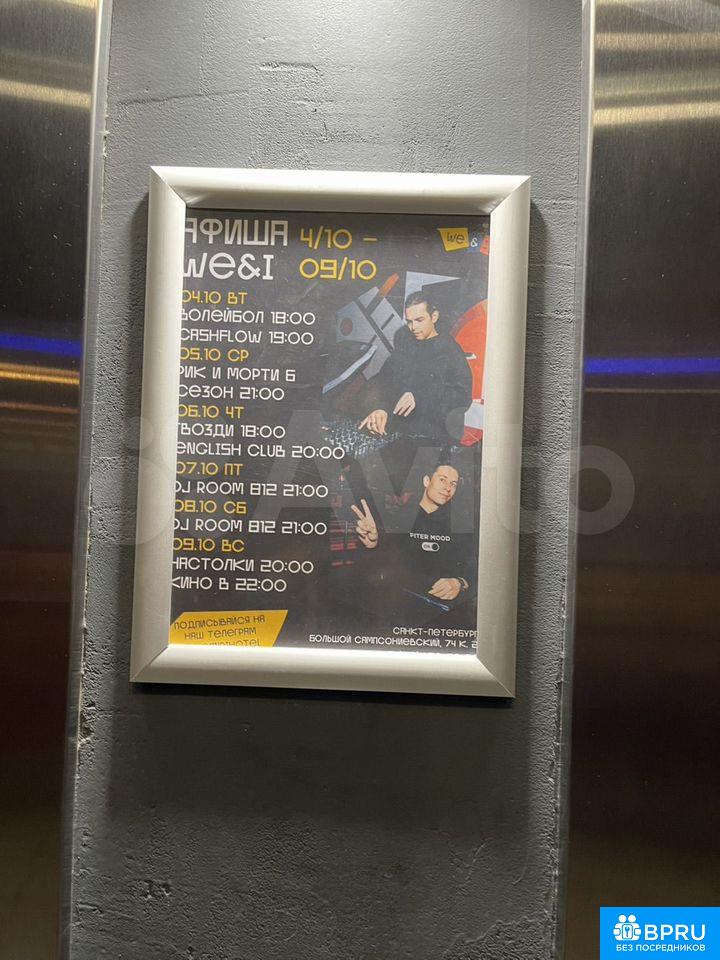 АФИША 4/10 –
WE&I 09/10
we &
04.10 ВТ
ВОЛЕЙБОЛ 18:00
CASHFLOW 19:00
05.10 СР
РИК И МОРТИ 6
СЕЗОН 21:00
06.10 ЧТ
ГВОЗДИ 18:00
ENGLISH CLUB 20:00
07.10 ПТ
DJ ROOM 812 21:00
08.10 СБ
DJ ROOM 812 21:00
09.10 ВС
НАСТОЛКИ 20:00
КИНО В 22:00
PITER MOOD
ON
ПОДПИСЫВАЙСЯ НА
НАШ ТЕЛЕГРАМ
САНКТ-ПЕТЕРБУРГ
БОЛЬШОЙ САМПСОНИЕВСКИЙ, 74 К.
Avito
BPRU
БЕЗ ПОСРЕДНИКОВ